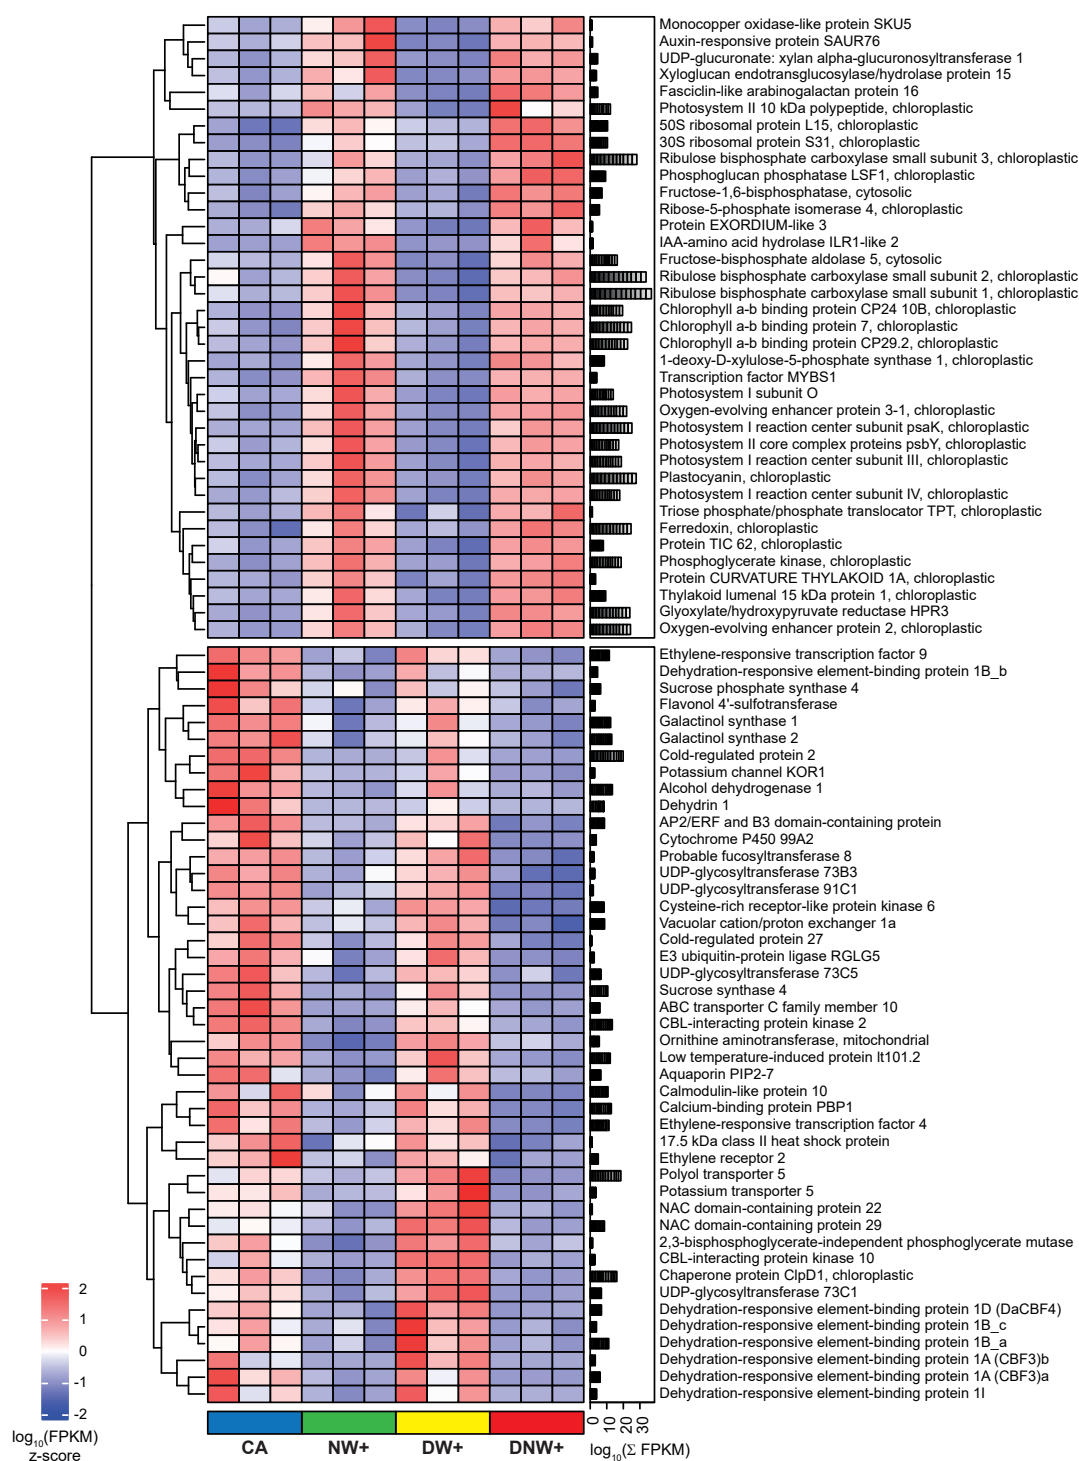 Monocopper oxidase-like protein SKU5
Auxin-responsive protein SAUR76
UDP-glucuronate: xylan alpha-glucuronosyltransferase 1
Xyloglucan endotransglucosylase/hydrolase protein 15
Fasciclin-like arabinogalactan protein 16
Photosystem II 10 kDa polypeptide, chloroplastic
50S ribosomal protein L15, chloroplastic
30S ribosomal protein S31, chloroplastic
Ribulose bisphosphate carboxylase small subunit 3, chloroplastic
Phosphoglucan phosphatase LSF1, chloroplastic
Fructose-1,6-bisphosphatase, cytosolic
Ribose-5-phosphate isomerase 4, chloroplastic
Protein EXORDIUM-like 3
IAA-amino acid hydrolase ILR1-like 2
Fructose-bisphosphate aldolase 5, cytosolic
Ribulose bisphosphate carboxylase small subunit 2, chloroplastic
Ribulose bisphosphate carboxylase small subunit 1, chloroplastic
Chlorophyll a-b binding protein CP24 10B, chloroplastic
Chlorophyll a-b binding protein 7, chloroplastic
Chlorophyll a-b binding protein CP29.2, chloroplastic
1-deoxy-D-xylulose-5-phosphate synthase 1, chloroplastic
Transcription factor MYBS1
Photosystem I subunit O
Oxygen-evolving enhancer protein 3-1, chloroplastic
Photosystem I reaction center subunit psaK, chloroplastic
Photosystem II core complex proteins psbY, chloroplastic
Photosystem I reaction center subunit III, chloroplastic
Plastocyanin, chloroplastic
Photosystem I reaction center subunit IV, chloroplastic
Triose phosphate/phosphate translocator TPT, chloroplastic
Ferredoxin, chloroplastic
Protein TIC 62, chloroplastic
Phosphoglycerate kinase, chloroplastic
Protein CURVATURE THYLAKOID 1A, chloroplastic
Thylakoid lumenal 15 kDa protein 1, chloroplastic
Glyoxylate/hydroxypyruvate reductase HPR3
Oxygen-evolving enhancer protein 2, chloroplastic
Ethylene-responsive transcription factor 9
Dehydration-responsive element-binding protein 1B_b
Sucrose phosphate synthase 4
Flavonol 4'-sulfotransferase
Galactinol synthase 1
Galactinol synthase 2
Cold-regulated protein 2
Potassium channel KOR1
Alcohol dehydrogenase 1
Dehydrin 1
AP2/ERF and B3 domain-containing protein
Cytochrome P450 99A2
Probable fucosyltransferase 8
UDP-glycosyltransferase 73B3
UDP-glycosyltransferase 91C1
Cysteine-rich receptor-like protein kinase 6
Vacuolar cation/proton exchanger 1a
Cold-regulated protein 27
E3 ubiquitin-protein ligase RGLG5
UDP-glycosyltransferase 73C5
Sucrose synthase 4
ABC transporter C family member 10
CBL-interacting protein kinase 2
Ornithine aminotransferase, mitochondrial
Low temperature-induced protein lt101.2
Aquaporin PIP2-7
Calmodulin-like protein 10
Calcium-binding protein PBP1
Ethylene-responsive transcription factor 4
17.5 kDa class II heat shock protein
Ethylene receptor 2
Polyol transporter 5
Potassium transporter 5
NAC domain-containing protein 22
NAC domain-containing protein 29
2,3-bisphosphoglycerate-independent phosphoglycerate mutase
CBL-interacting protein kinase 10
Chaperone protein ClpD1, chloroplastic
UDP-glycosyltransferase 73C1
Dehydration-responsive element-binding protein 1D (DaCBF4)
Dehydration-responsive element-binding protein 1B_c
Dehydration-responsive element-binding protein 1B_a
Dehydration-responsive element-binding protein 1A (CBF3)b
Dehydration-responsive element-binding protein 1A (CBF3)a
Dehydration-responsive element-binding protein 1I
2
1
0
-1
-2
log10(FPKM)
z-score
CA NW+ DW+ DNW+
0 10 20 30
log10(Σ FPKM)